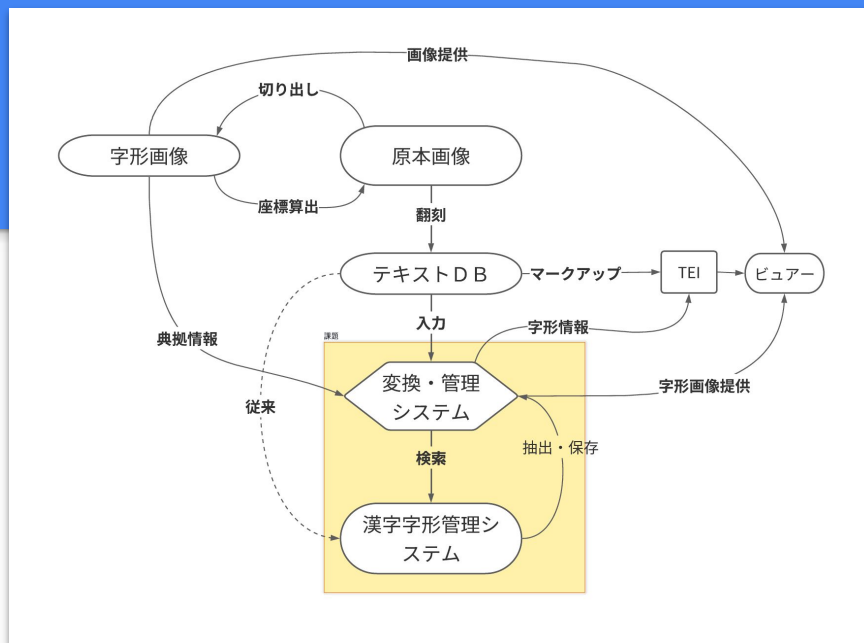 画像提供
切り出し
字形画像
原本画像
座標算出
翻刻
テキストＤＢ
マークアップ
TEI
ビュアー
入力
字形情報
課題
典拠情報
変換・管理
システム
字形画像提供
従来
抽出・保存
検索
漢字字形管理シ
ステム